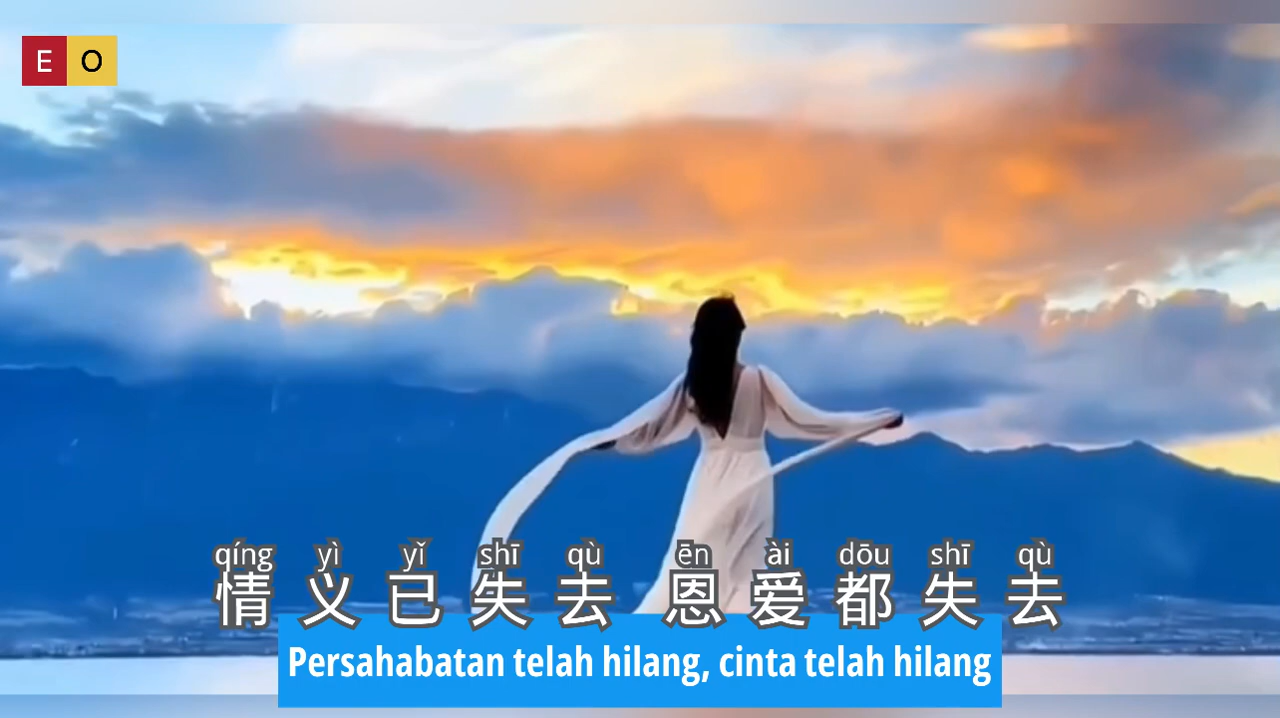 E O
qíng yì yǐ shī qù ēn ài dōu shī qù
情义已失去 恩爱都失去
Persahabatan telah hilang, cinta telah hilang